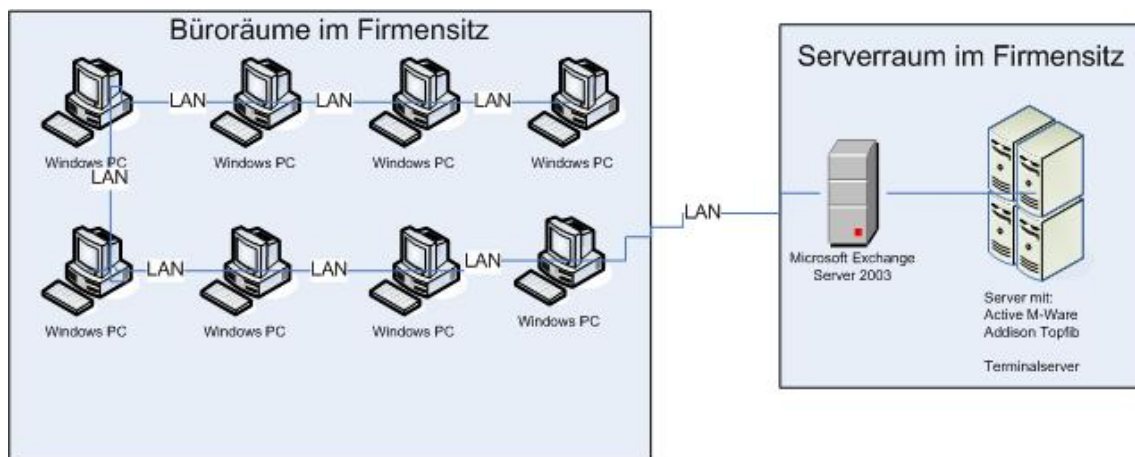 Büroräume im Firmensitz
LAN
LAN
LAN
Windows PC
Windows PC
Windows PC
Windows PC
LAN
LAN
LAN
LAN
Windows PC
Windows PC
Windows PC
Windows PC
LAN
Serverraum im Firmensitz
Microsoft Exchange
Server 2003
Server mit:
Active M-Ware
Addison Topfib
Terminalserver